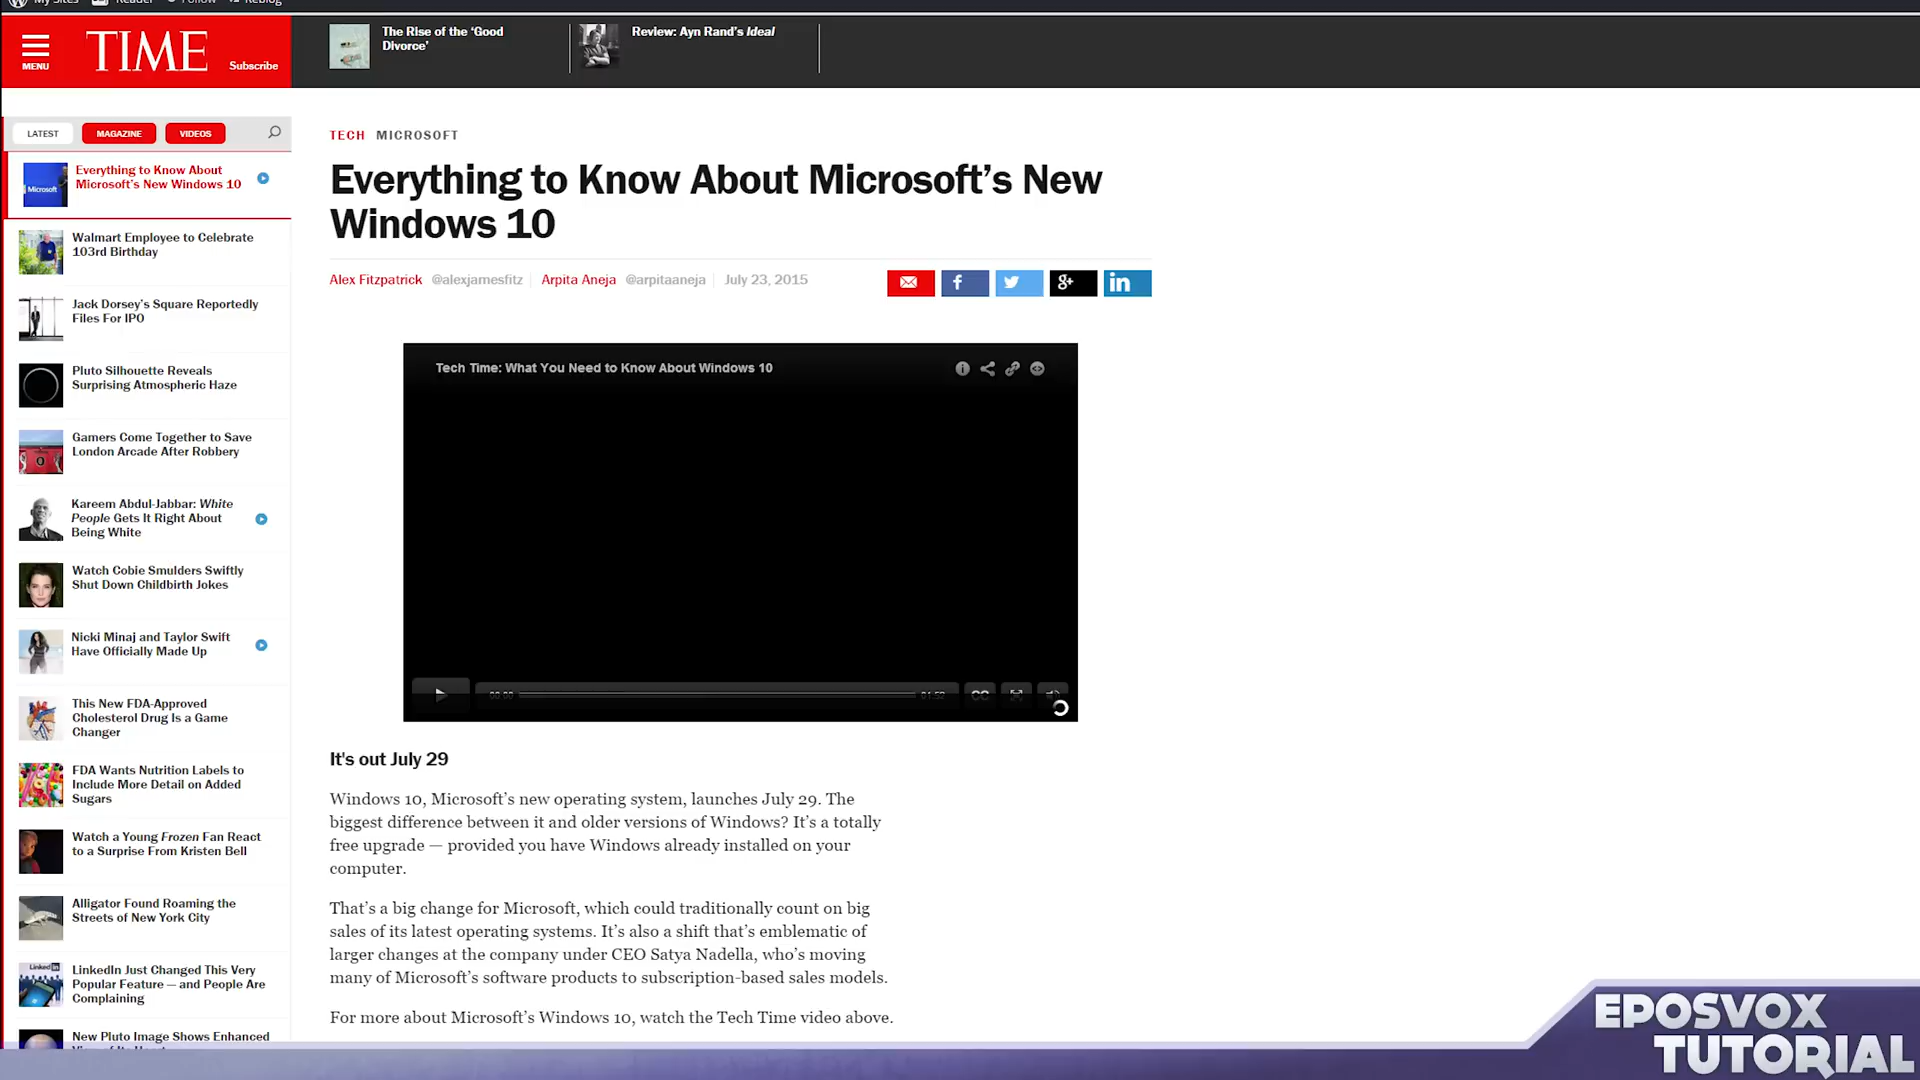 My Sites Reader Follow Reblog
MENU
TIME
Subscribe
The Rise of the ‘Good
Divorce’
Review: Ayn Rand’s Ideal
LATEST
MAGAZINE
VIDEOS
Everything to Know About
Microsoft’s New Windows 10
Microsoft
Walmart Employee to Celebrate
103rd Birthday
Jack Dorsey’s Square Reportedly
Files For IPO
Pluto Silhouette Reveals
Surprising Atmospheric Haze
Gamers Come Together to Save
London Arcade After Robbery
Kareem Abdul-Jabbar: White
People Gets It Right About
Being White
Watch Cobie Smulders Swiftly
Shut Down Childbirth Jokes
Nicki Minaj and Taylor Swift
Have Officially Made Up
This New FDA-Approved
Cholesterol Drug Is a Game
Changer
FDA Wants Nutrition Labels to
Include More Detail on Added
Sugars
Watch a Young Frozen Fan React
to a Surprise From Kristen Bell
Alligator Found Roaming the
Streets of New York City
LinkedIn
LinkedIn Just Changed This Very
Popular Feature — and People Are
Complaining
New Pluto Image Shows Enhanced
TECH MICROSOFT
Everything to Know About Microsoft’s New
Windows 10
Alex Fitzpatrick @alexjamesfitz Arpita Aneja @arpitaaneja July 23, 2015
f
g+
in
Tech Time: What You Need to Know About Windows 10
00:00
01:52
CC
It's out July 29
Windows 10, Microsoft’s new operating system, launches July 29. The
biggest difference between it and older versions of Windows? It’s a totally
free upgrade — provided you have Windows already installed on your
computer.
That’s a big change for Microsoft, which could traditionally count on big
sales of its latest operating systems. It’s also a shift that’s emblematic of
larger changes at the company under CEO Satya Nadella, who’s moving
many of Microsoft’s software products to subscription-based sales models.
For more about Microsoft’s Windows 10, watch the Tech Time video above.
EPOSVOX
TUTORIAL